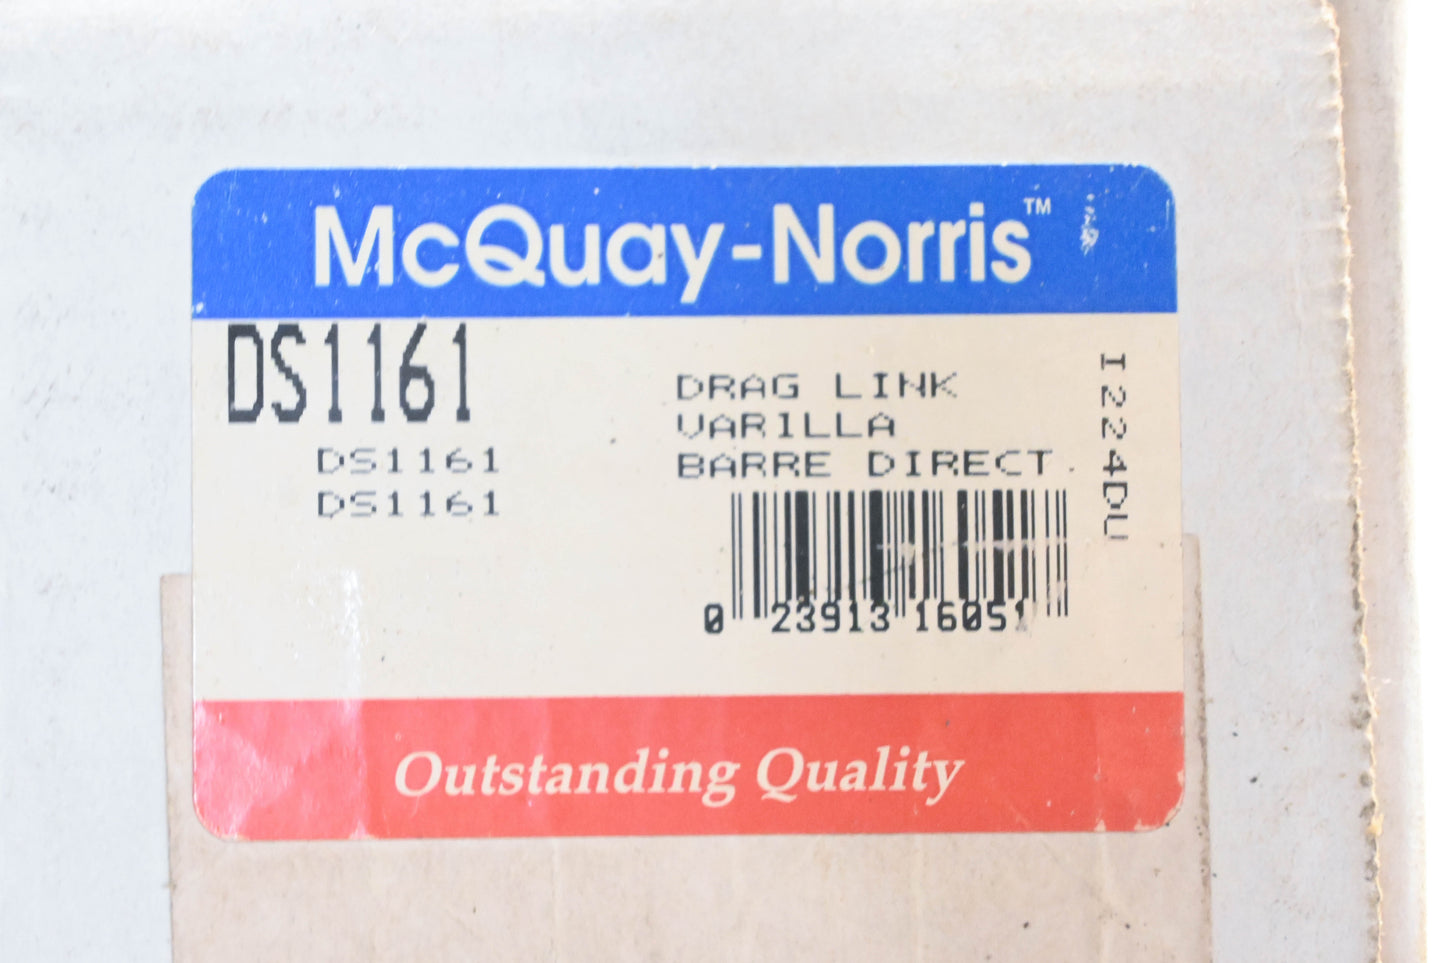 McQuay-Norris™
DS1161
DS1161
DS1161
DRAG LINK
VARILLA
BARRE DIRECT.
I224DU
0 23913 16051
Outstanding Quality